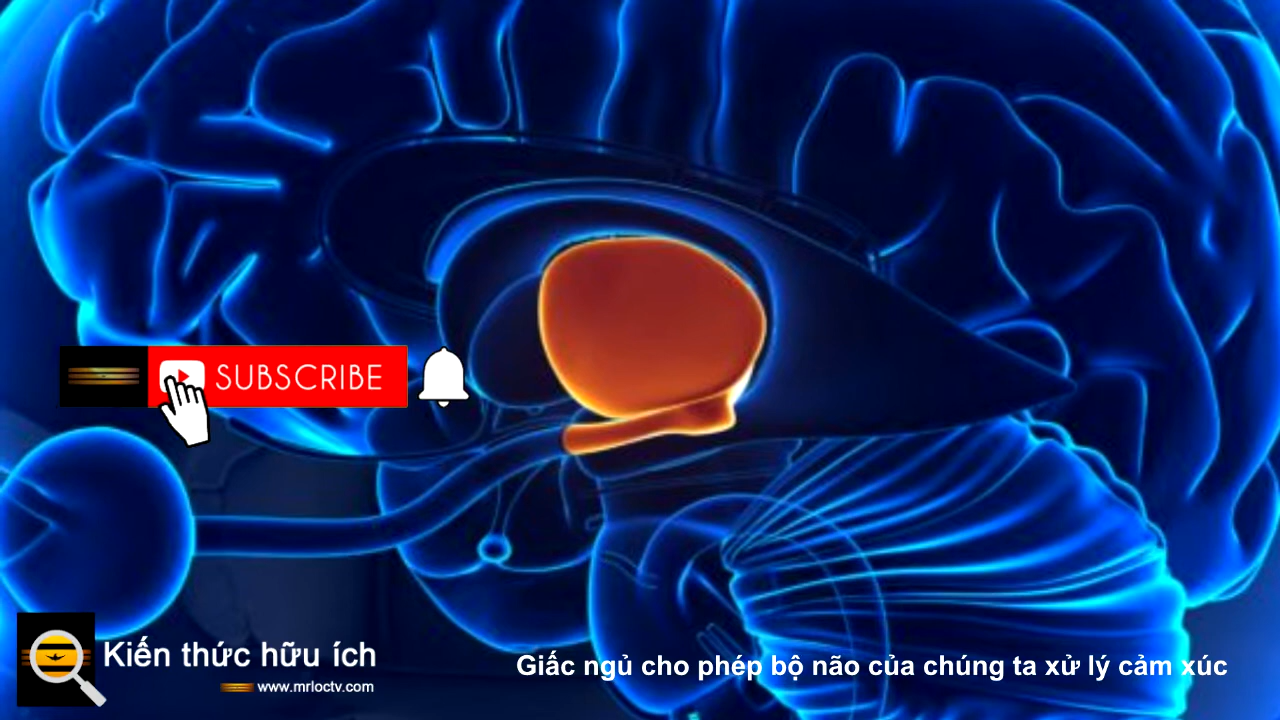 SUBSCRIBE
Kiến thức hữu ích
www.mrloctv.com
Giấc ngủ cho phép bộ não của chúng ta xử lý cảm xúc